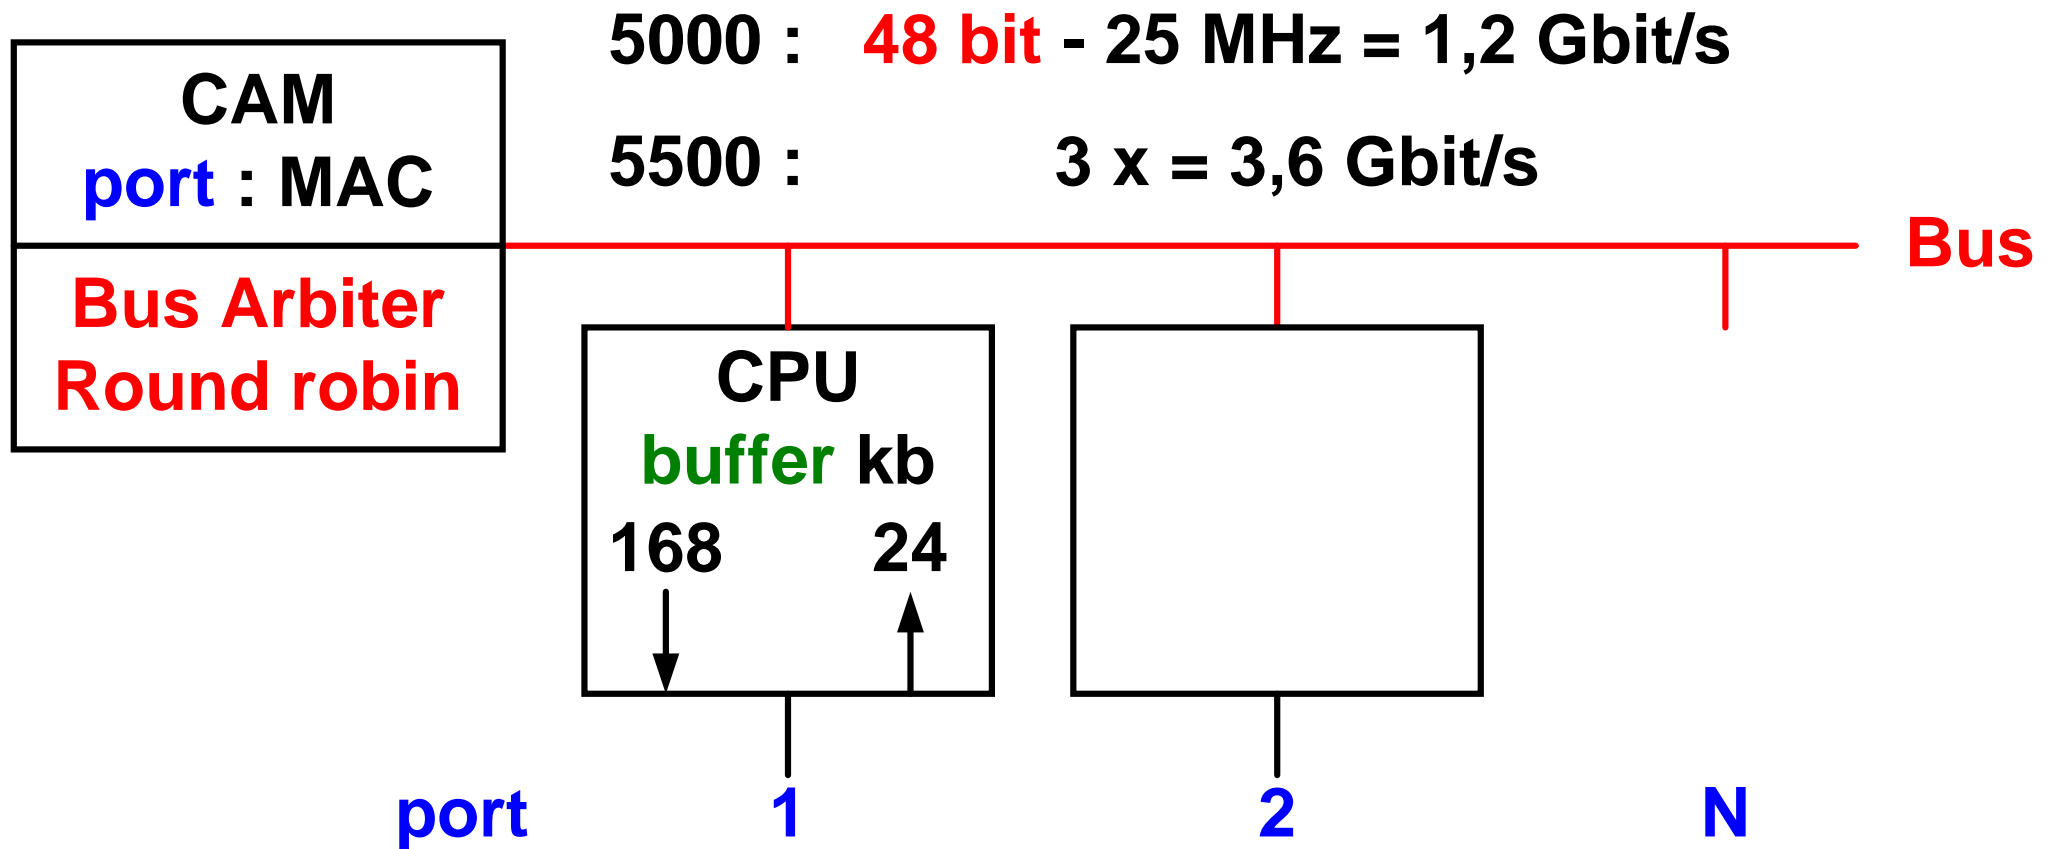 5000 : 48 bit - 25 MHz = 1,2 Gbit/s
CAM
port : MAC
5500 : 3 x = 3,6 Gbit/s
Bus
Bus Arbiter
Round robin
CPU
buffer kb
168 24
port 1 2 N